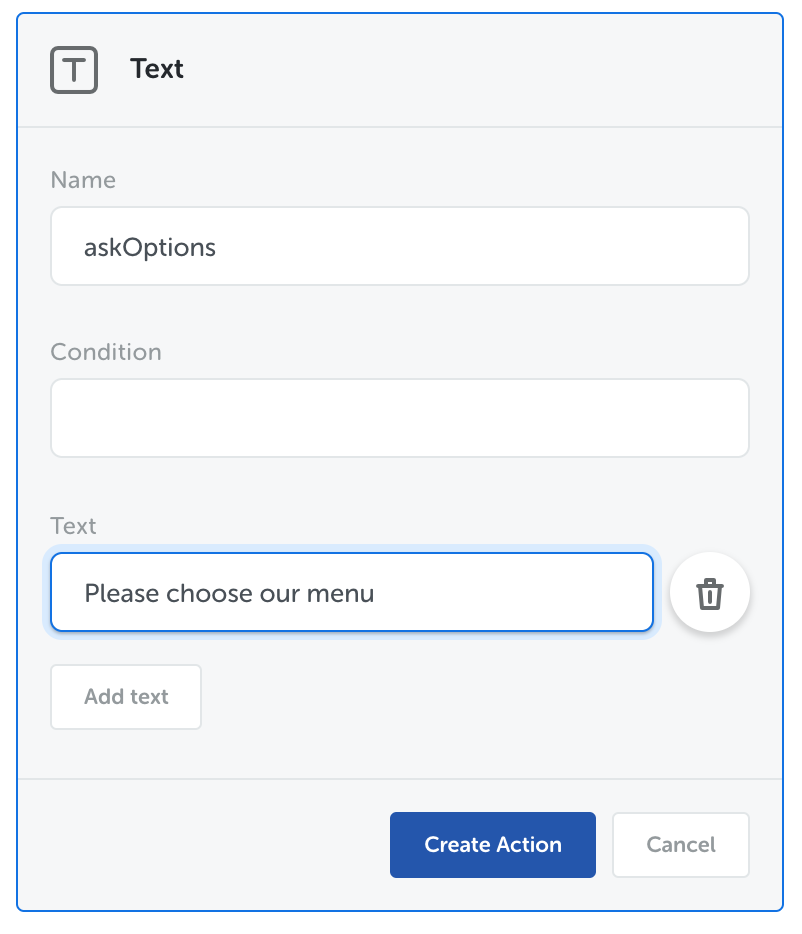 Text
Name
askOptions
Condition
Text
Please choose our menu
Add text
Create Action Cancel